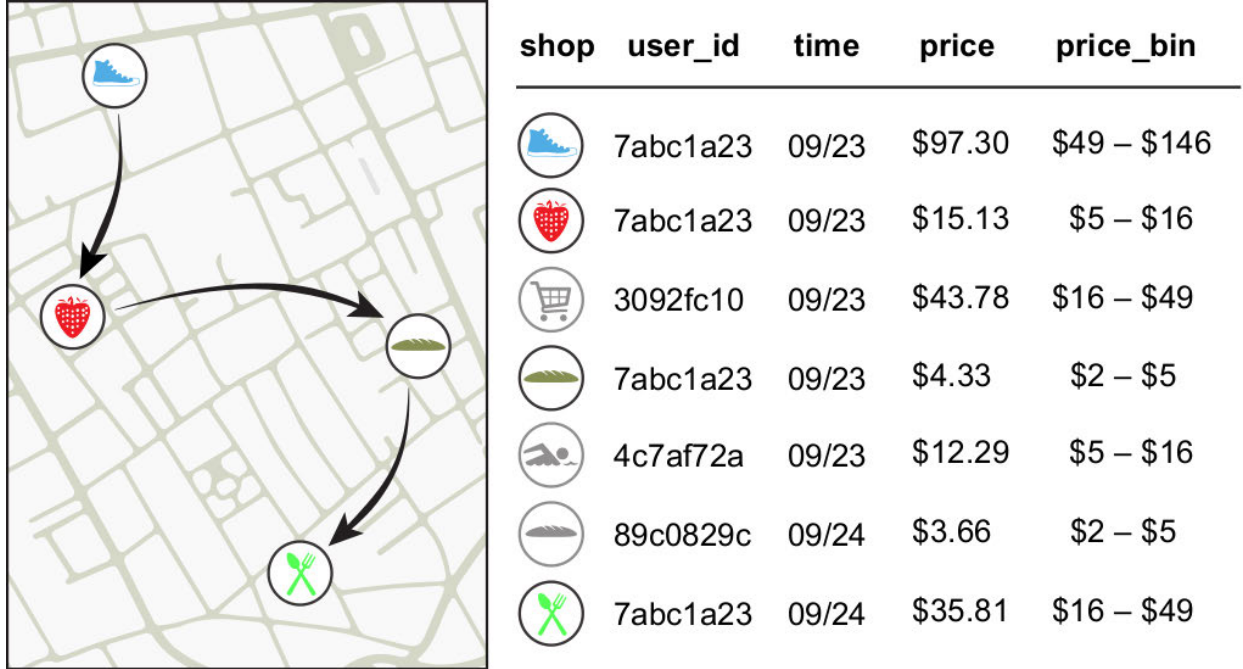 shop user_id time price price_bin
7abc1a23 09/23 $97.30 $49 – $146
7abc1a23 09/23 $15.13 $5 – $16
3092fc10 09/23 $43.78 $16 – $49
7abc1a23 09/23 $4.33 $2 – $5
4c7af72a 09/23 $12.29 $5 – $16
89c0829c 09/24 $3.66 $2 – $5
7abc1a23 09/24 $35.81 $16 – $49